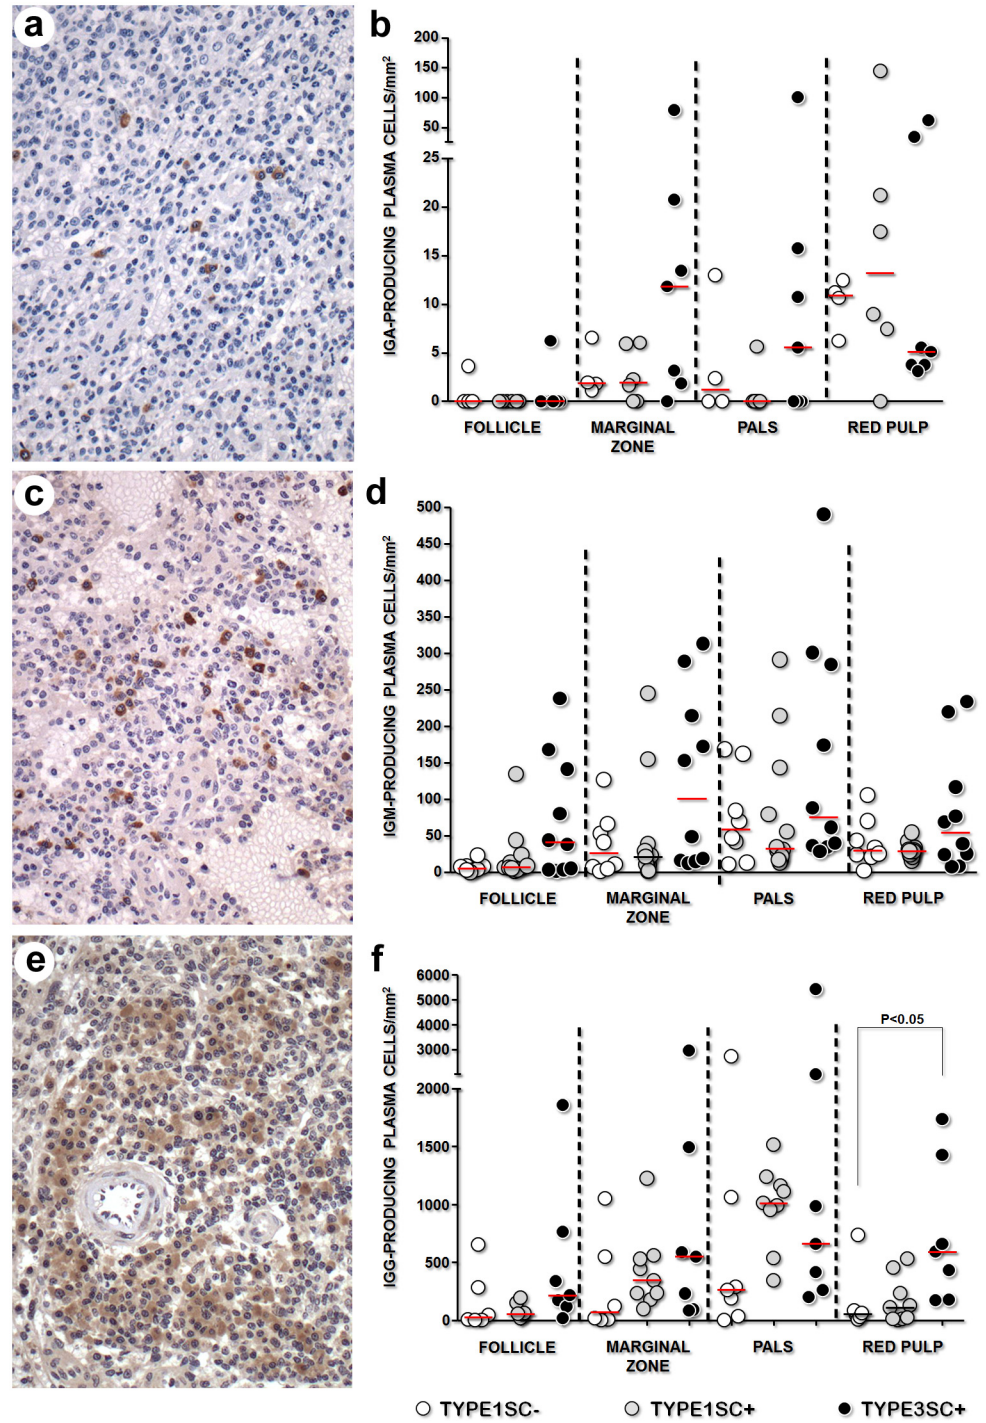 a
b
IGA-PRODUCING PLASMA CELLS/mm²
200
150
100
50
25
20
15
10
5
0
FOLLICLE
MARGINAL
ZONE
PALS
RED PULP
c
d
IGM-PRODUCING PLASMA CELLS/mm²
500
450
400
350
300
250
200
150
100
50
0
FOLLICLE
MARGINAL
ZONE
PALS
RED PULP
e
f
IGG-PRODUCING PLASMA CELLS/mm²
6000
5000
4000
3000
2000
1500
1000
500
0
P<0.05
FOLLICLE
MARGINAL
ZONE
PALS
RED PULP
TYPE1SC- TYPE1SC+ TYPE3SC+